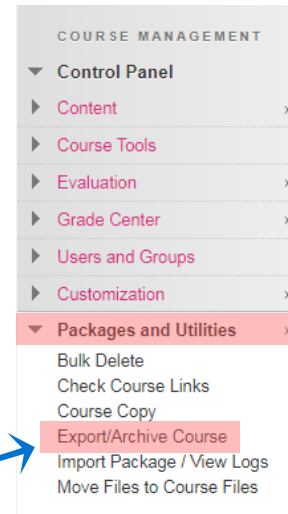 COURSE MANAGEMENT
Control Panel
Content
Course Tools
Evaluation
Grade Center
Users and Groups
Customization
Packages and Utilities
Bulk Delete
Check Course Links
Course Copy
Export/Archive Course
Import Package / View Logs
Move Files to Course Files